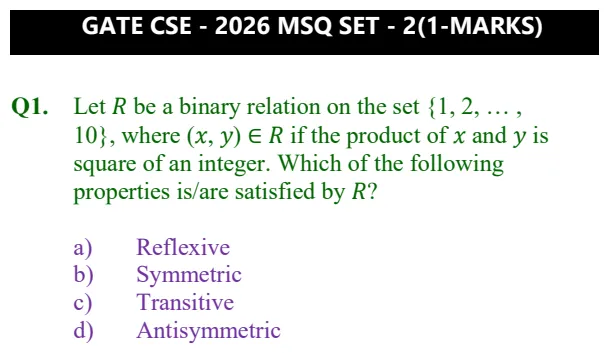 GATE CSE - 2026 MSQ SET - 2(1-MARKS)
Q1. Let R be a binary relation on the set {1, 2, … ,
10}, where (x, y) ∈ R if the product of x and y is
square of an integer. Which of the following
properties is/are satisfied by R?
a) Reflexive
b) Symmetric
c) Transitive
d) Antisymmetric